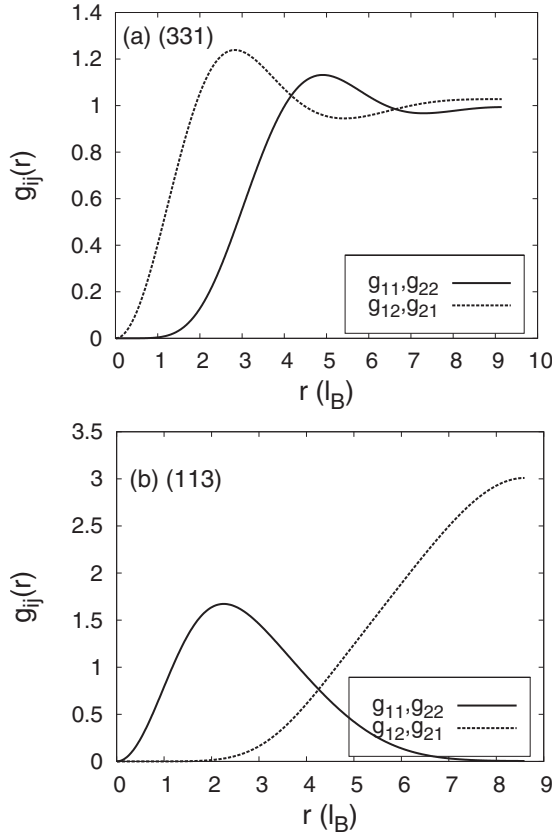 (a) (331)
1.4
1.2
1
0.8
0.6
0.4
0.2
0
g_ij(r)
g_11,g_22
g_12,g_21
0 1 2 3 4 5 6 7 8 9 10
r (l_B)
(b) (113)
3.5
3
2.5
2
1.5
1
0.5
0
g_ij(r)
g_11,g_22
g_12,g_21
0 1 2 3 4 5 6 7 8 9
r (l_B)